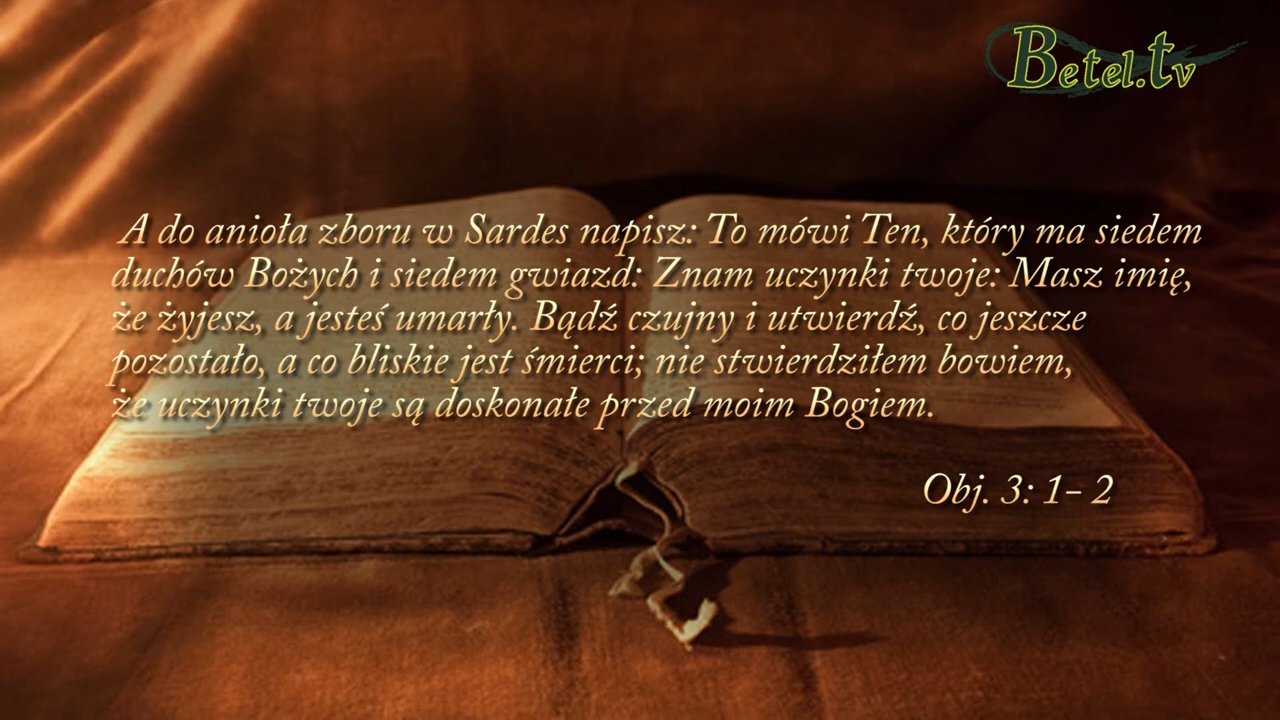 Betel.tv
A do anioła zboru w Sardes napisz: To mówi Ten, który ma siedem
duchów Bożych i siedem gwiazd: Znam uczynki twoje: Masz imię,
że żyjesz, a jesteś umarły. Bądź czujny i utwierdź, co jeszcze
pozostało, a co bliskie jest śmierci; nie stwierdziłem bowiem,
że uczynki twoje są doskonałe przed moim Bogiem.
Obj. 3: 1- 2